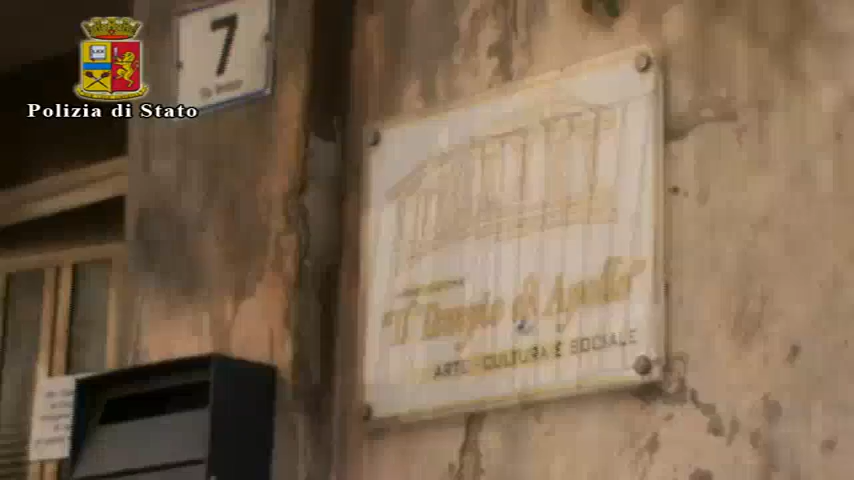 Polizia di Stato
7
"Il Tempio di Apollo"
ARTE - CULTURA E SOCIALE